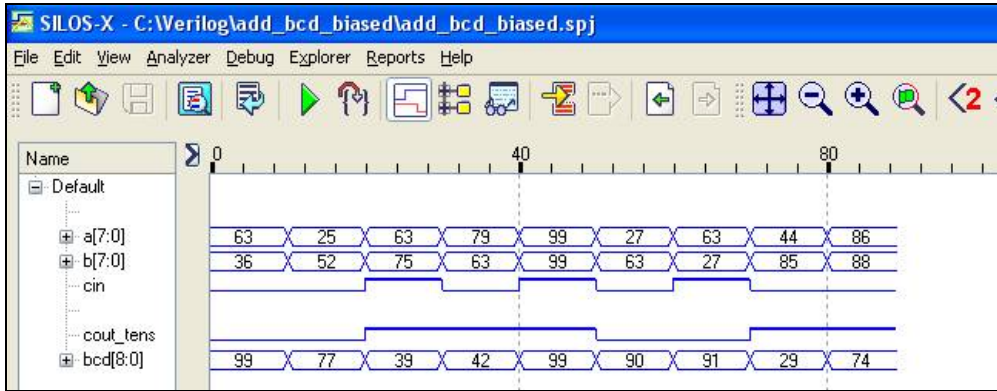 SILOS-X - C:\Verilog\add_bcd_biased\add_bcd_biased.spj
File Edit View Analyzer Debug Explorer Reports Help
2
Name 0 40 80
Default
a[7:0] 63 25 63 79 99 27 63 44 86
b[7:0] 36 52 75 63 99 63 27 85 88
cin
cout_tens
bcd[8:0] 99 77 39 42 99 90 91 29 74